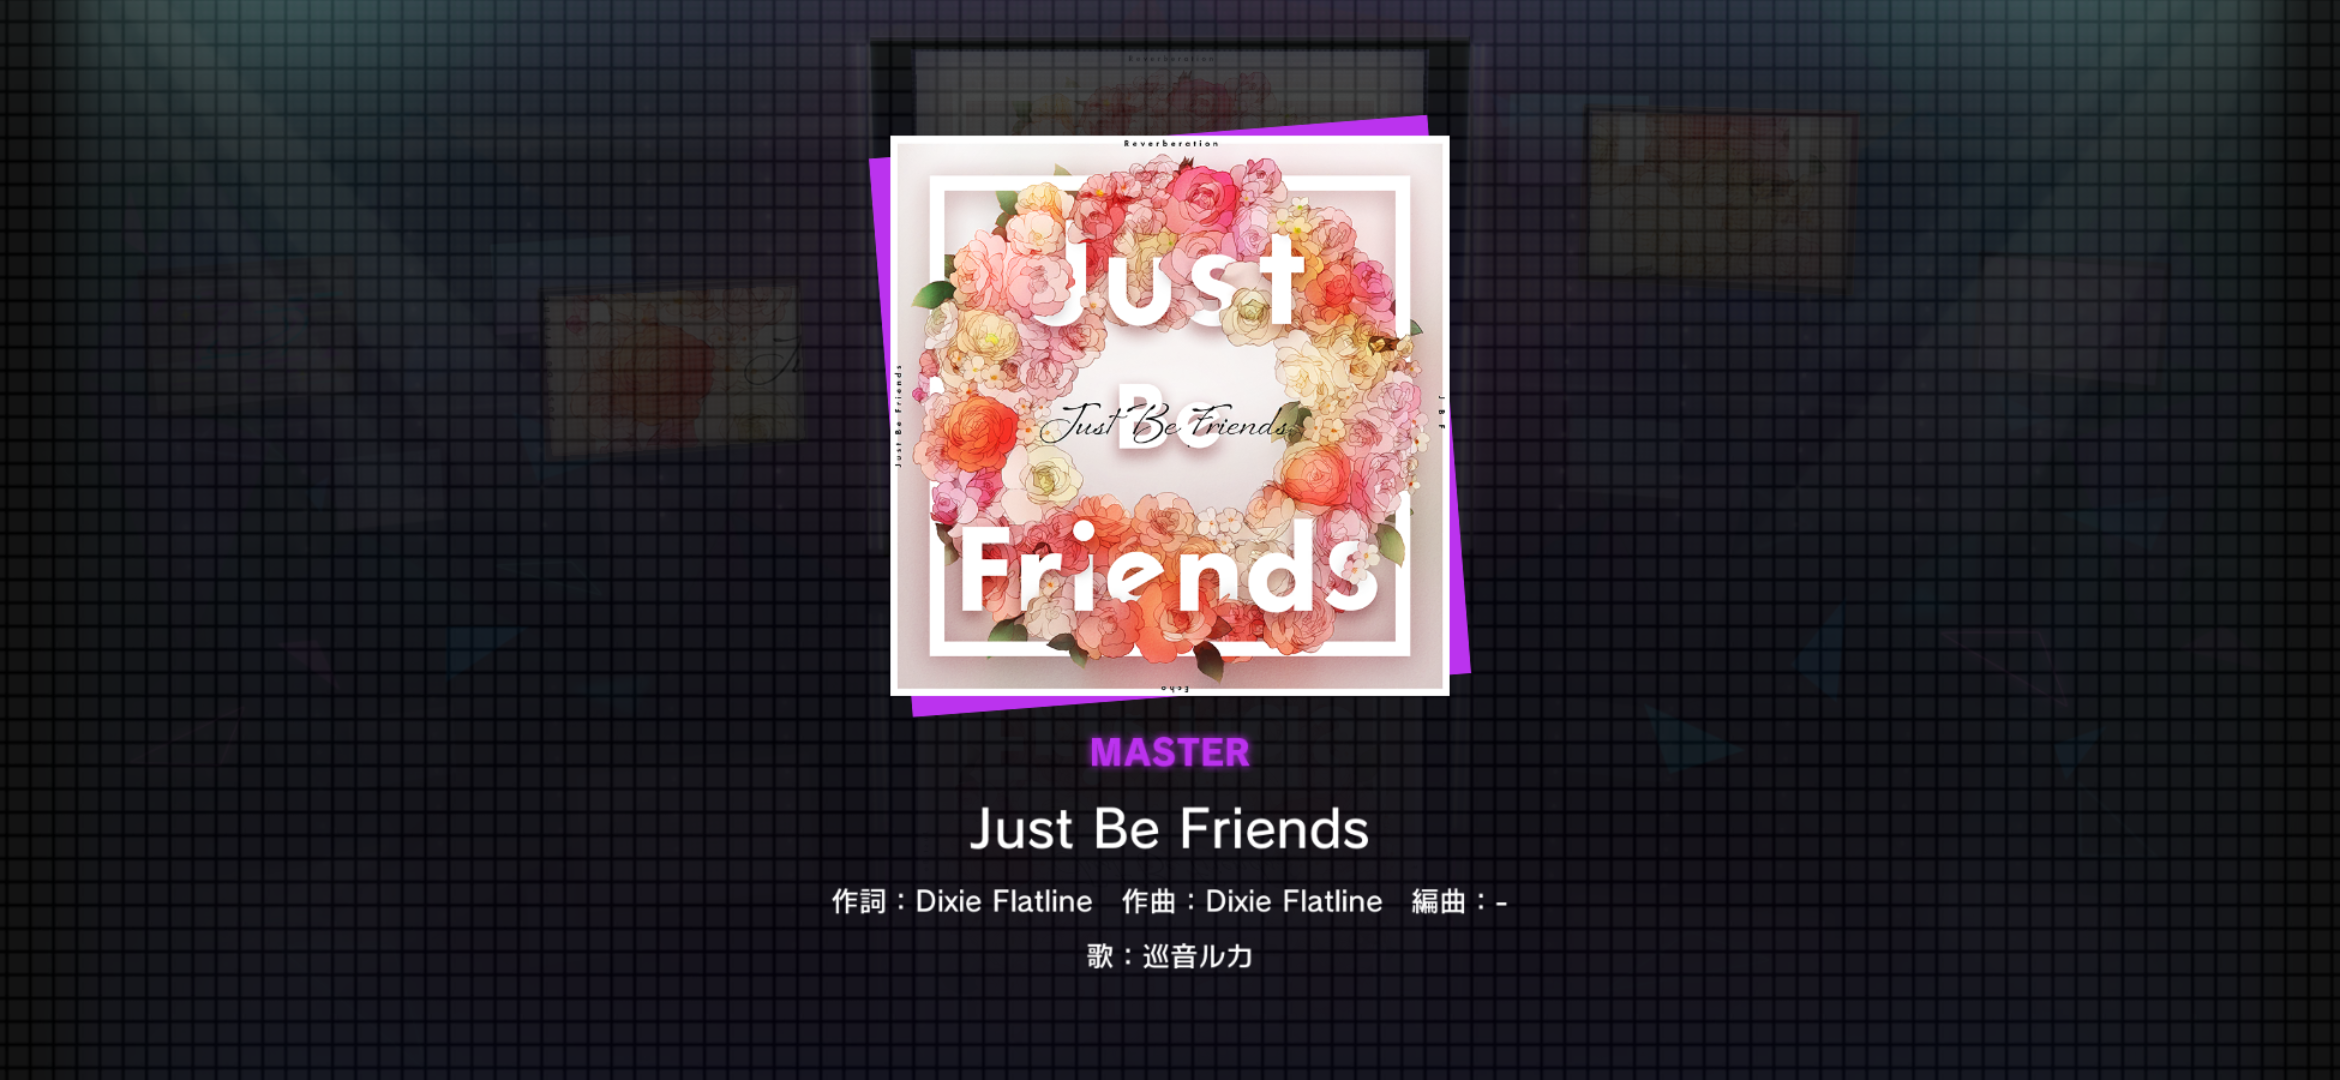 Reverberation
Just
Be
Friends
Just Be Friends
Just Be Friends
J B F
Echo
MASTER
Just Be Friends
作詞：Dixie Flatline　作曲：Dixie Flatline　編曲：-
歌：巡音ルカ